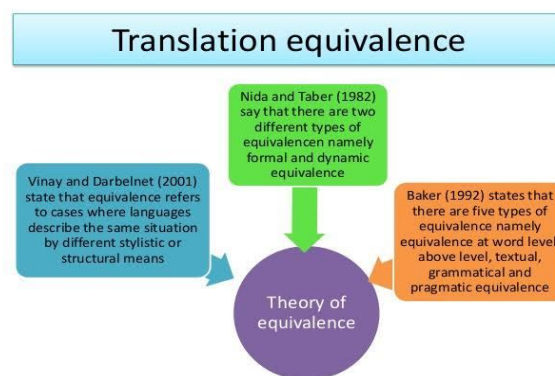 Translation equivalence
Nida and Taber (1982)
say that there are two
different types of
equivalencen namely
formal and dynamic
equivalence
Vinay and Darbelnet (2001)
state that equivalence refers
to cases where languages
describe the same situation
by different stylistic or
structural means
Baker (1992) states that
there are five types of
equivalence namely
equivalence at word level,
above level, textual,
grammatical and
pragmatic equivalence
Theory of
equivalence